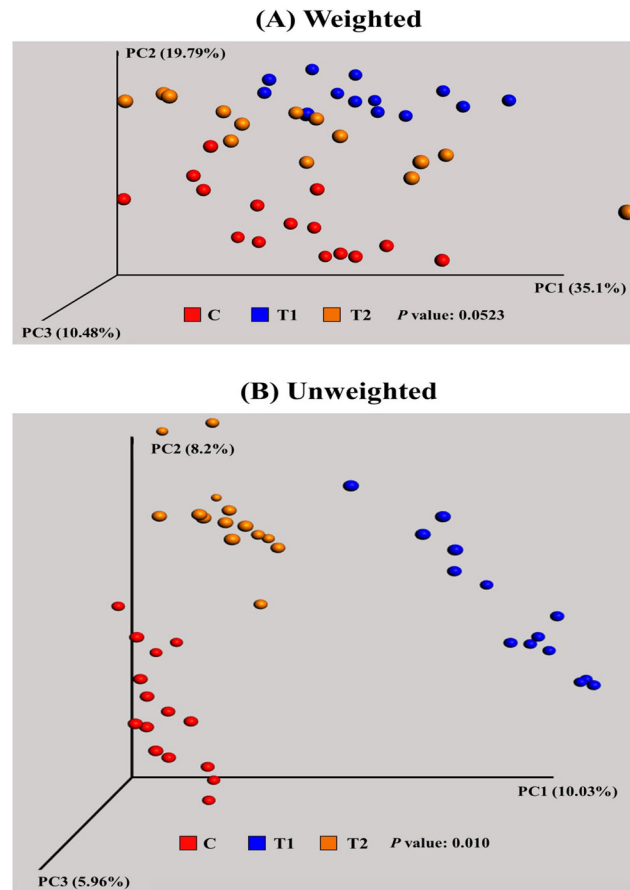 (A) Weighted
PC2 (19.79%)
PC1 (35.1%)
PC3 (10.48%)
C T1 T2 P value: 0.0523
(B) Unweighted
PC2 (8.2%)
PC1 (10.03%)
C T1 T2 P value: 0.010
PC3 (5.96%)